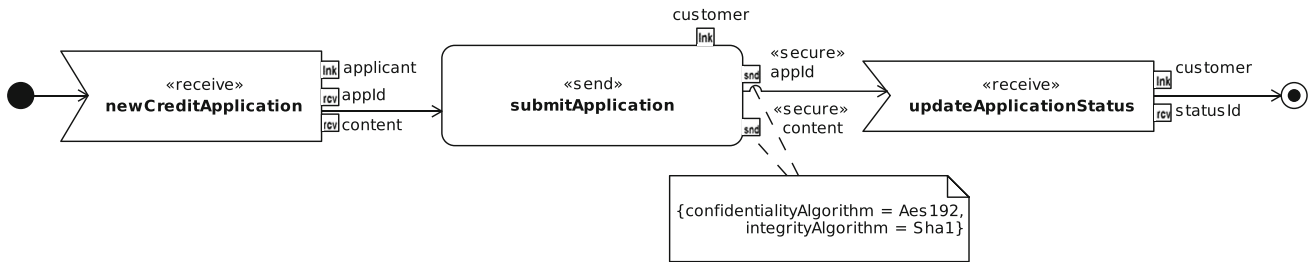 customer
lnk
«receive»
newCreditApplication
lnk applicant
rcv appId
rcv content
«send»
submitApplication
«secure»
snd appId
«secure»
snd content
«receive»
updateApplicationStatus
customer
lnk
rcv statusId
{confidentialityAlgorithm = Aes192,
integrityAlgorithm = Sha1}